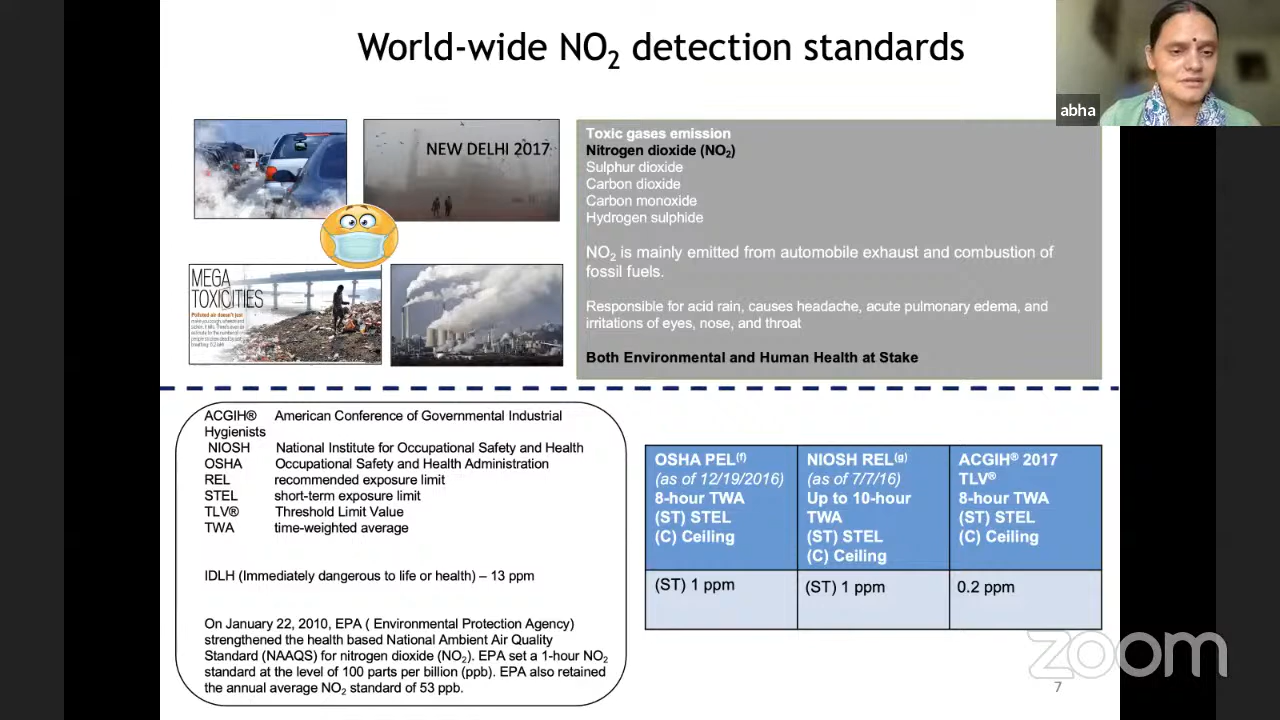 World-wide NO2 detection standards
abha
NEW DELHI 2017
MEGA
TOXICITIES
Toxic gases emission
Nitrogen dioxide (NO2)
Sulphur dioxide
Carbon dioxide
Carbon monoxide
Hydrogen sulphide
NO2 is mainly emitted from automobile exhaust and combustion of
fossil fuels.
Responsible for acid rain, causes headache, acute pulmonary edema, and
irritations of eyes, nose, and throat
Both Environmental and Human Health at Stake
ACGIH® American Conference of Governmental Industrial
Hygienists
NIOSH National Institute for Occupational Safety and Health
OSHA Occupational Safety and Health Administration
REL recommended exposure limit
STEL short-term exposure limit
TLV® Threshold Limit Value
TWA time-weighted average
IDLH (Immediately dangerous to life or health) – 13 ppm
On January 22, 2010, EPA ( Environmental Protection Agency)
strengthened the health based National Ambient Air Quality
Standard (NAAQS) for nitrogen dioxide (NO2). EPA set a 1-hour NO2
standard at the level of 100 parts per billion (ppb). EPA also retained
the annual average NO2 standard of 53 ppb.
OSHA PEL(f)
(as of 12/19/2016)
8-hour TWA
(ST) STEL
(C) Ceiling
NIOSH REL(g)
(as of 7/7/16)
Up to 10-hour
TWA
(ST) STEL
(C) Ceiling
ACGIH® 2017
TLV®
8-hour TWA
(ST) STEL
(C) Ceiling
(ST) 1 ppm
(ST) 1 ppm
0.2 ppm
zoom
7